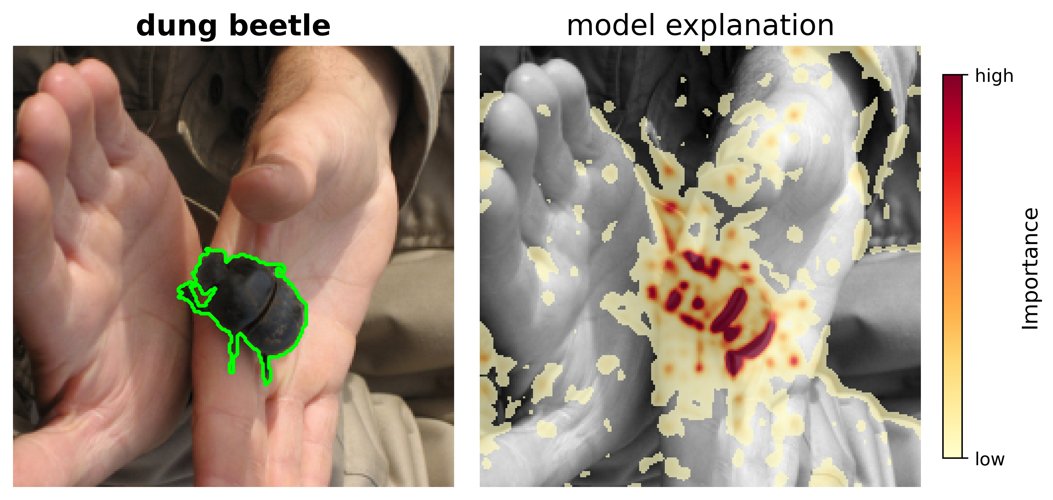 dung beetle
model explanation
high
Importance
low